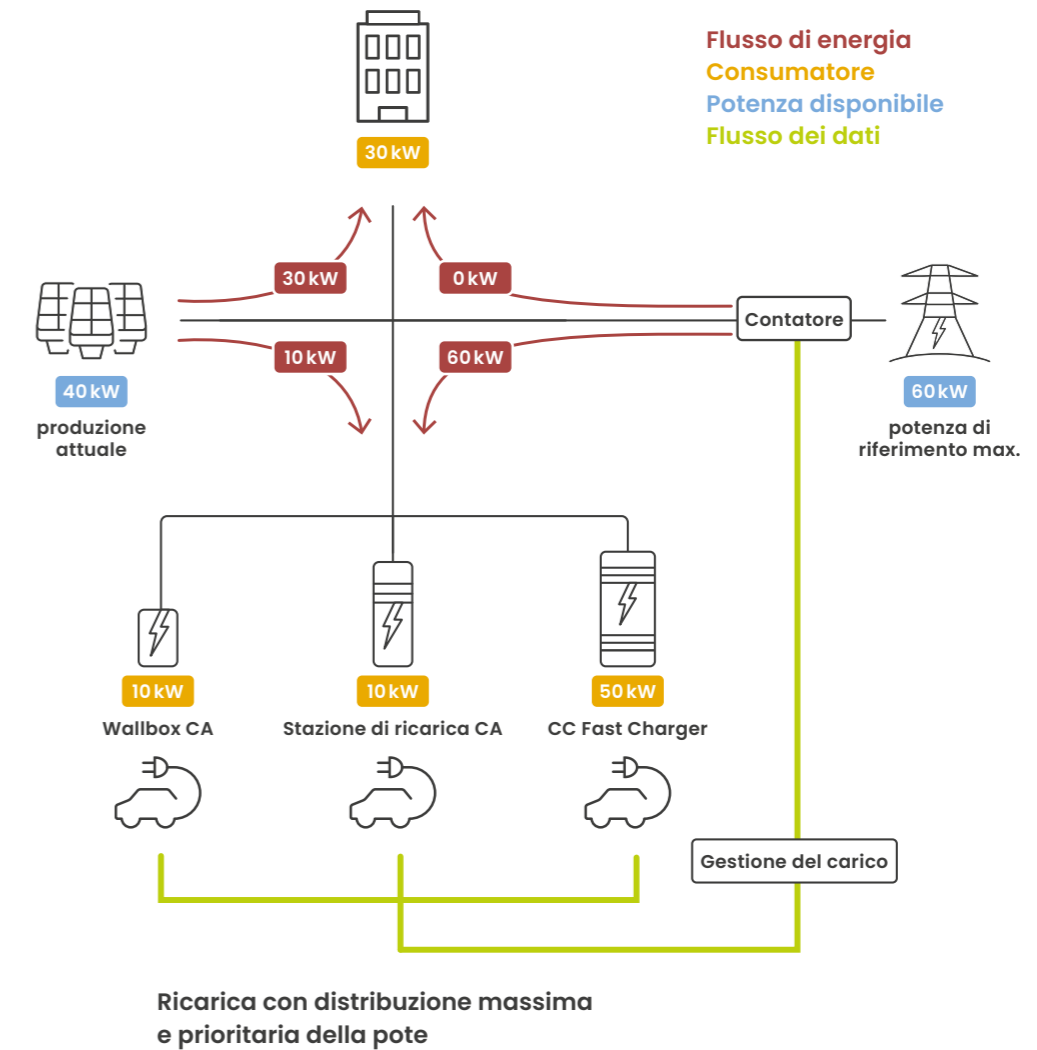 Flusso di energia
Consumatore
Potenza disponibile
Flusso dei dati
30 kW
30 kW
0 kW
Contatore
10 kW
60 kW
40 kW
produzione
attuale
60 kW
potenza di
riferimento max.
10 kW
10 kW
50 kW
Wallbox CA
Stazione di ricarica CA
CC Fast Charger
Gestione del carico
Ricarica con distribuzione massima
e prioritaria della pote